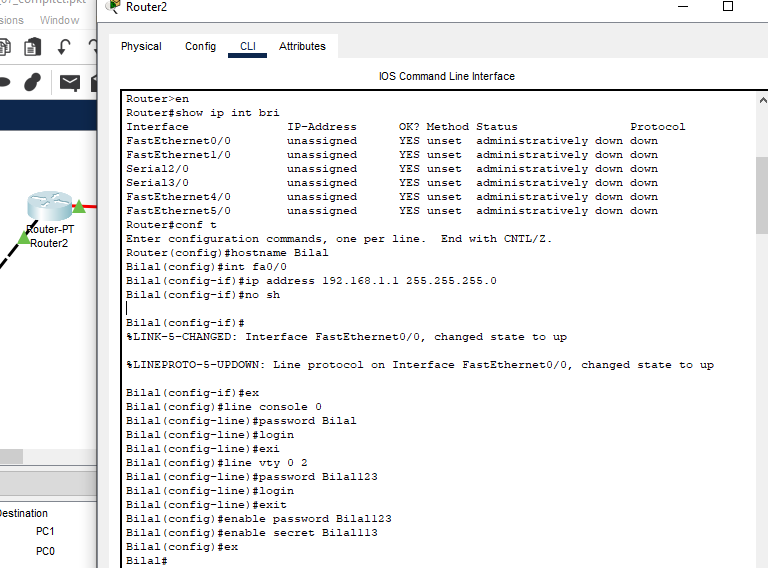 07_compitet.pkt
Router2
sions Window
Physical Config CLI Attributes
IOS Command Line Interface
Router>en
Router#show ip int bri
Interface IP-Address OK? Method Status Protocol
FastEthernet0/0 unassigned YES unset administratively down down
FastEthernet1/0 unassigned YES unset administratively down down
Serial2/0 unassigned YES unset administratively down down
Serial3/0 unassigned YES unset administratively down down
FastEthernet4/0 unassigned YES unset administratively down down
FastEthernet5/0 unassigned YES unset administratively down down
Router#conf t
Enter configuration commands, one per line. End with CNTL/Z.
Router(config)#hostname Bilal
Bilal(config)#int fa0/0
Bilal(config-if)#ip address 192.168.1.1 255.255.255.0
Bilal(config-if)#no sh
Bilal(config-if)#
%LINK-5-CHANGED: Interface FastEthernet0/0, changed state to up
%LINEPROTO-5-UPDOWN: Line protocol on Interface FastEthernet0/0, changed state to up
Bilal(config-if)#ex
Bilal(config)#line console 0
Bilal(config-line)#password Bilal
Bilal(config-line)#login
Bilal(config-line)#exi
Bilal(config)#line vty 0 2
Bilal(config-line)#password Bilal123
Bilal(config-line)#login
Bilal(config-line)#exit
Bilal(config)#enable password Bilal123
Bilal(config)#enable secret Bilal113
Bilal(config)#ex
Bilal#
Router-PT
Router2
Destination
PC1
PC0